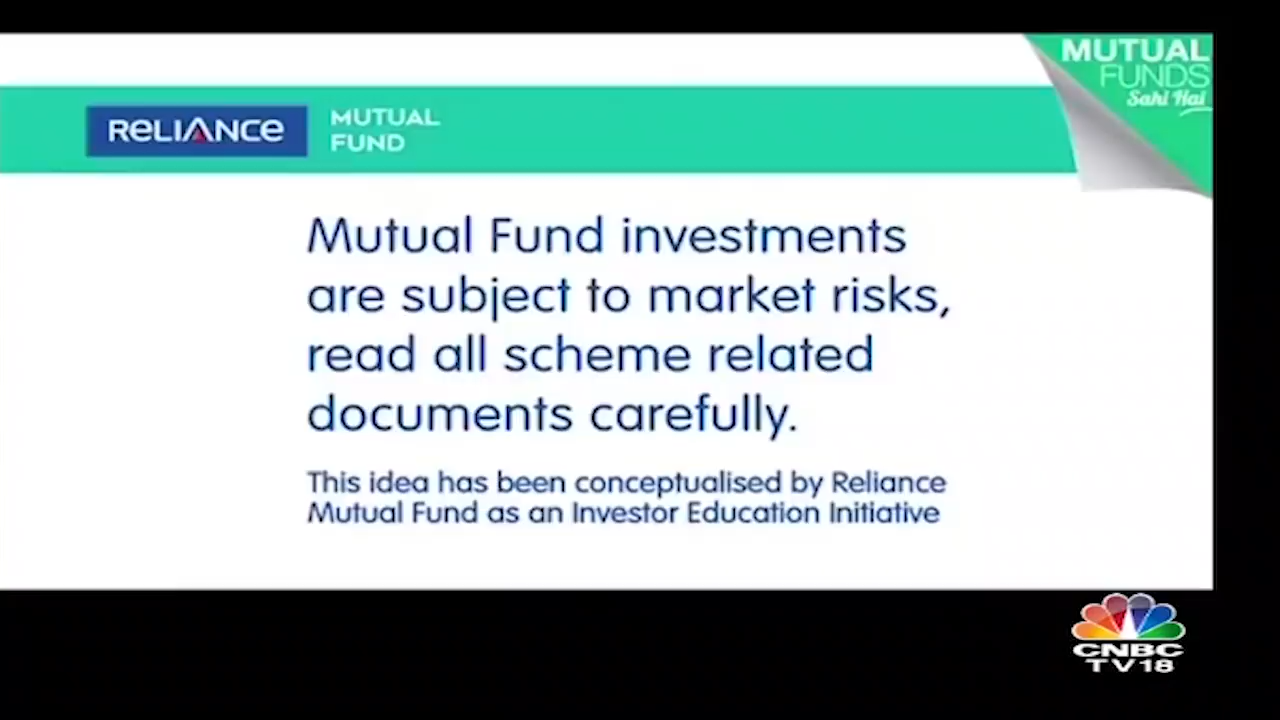 MUTUAL
FUNDS
Sahi Hai
RELIANCE
MUTUAL
FUND
Mutual Fund investments
are subject to market risks,
read all scheme related
documents carefully.
This idea has been conceptualised by Reliance
Mutual Fund as an Investor Education Initiative
CNBC
TV18